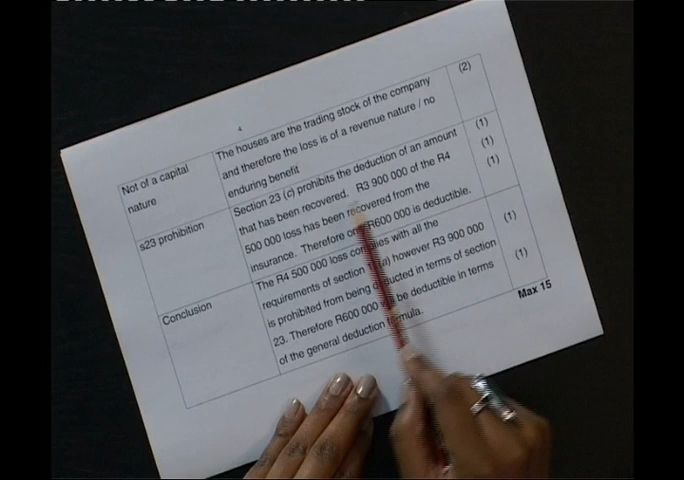 4
Not of a capital
nature
The houses are the trading stock of the company
and therefore the loss is of a revenue nature / no
enduring benefit
(2)
s23 prohibition
Section 23 (c) prohibits the deduction of an amount
that has been recovered. R3 900 000 of the R4
500 000 loss has been recovered from the
insurance. Therefore R600 000 is deductible.
(1)
(1)
(1)
Conclusion
The R4 500 000 loss complies with all the
requirements of section however R3 900 000
is prohibited from being deducted in terms of section
23. Therefore R600 000 will be deductible in terms
of the general deduction formula.
(1)
(1)
Max 15